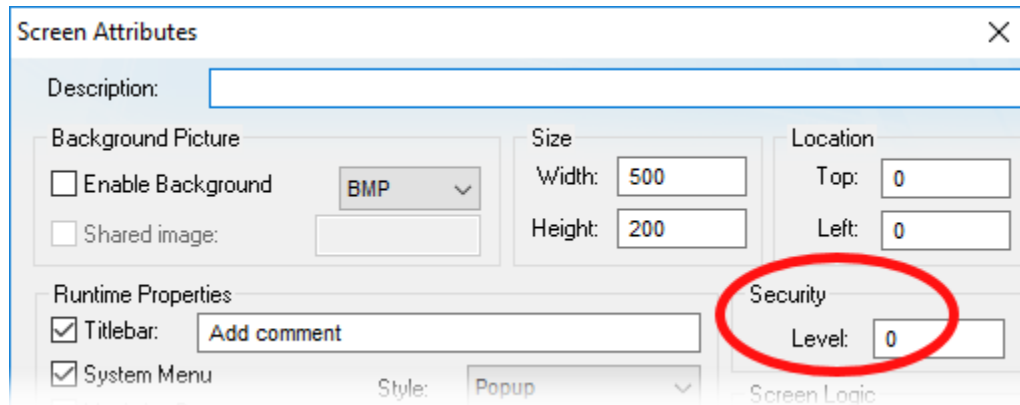 Screen Attributes
Description:
Background Picture
Enable Background
BMP
Shared image:
Size
Width: 500
Height: 200
Location
Top: 0
Left: 0
Runtime Properties
Titlebar: Add comment
System Menu
Style: Popup
Security
Level: 0
Screen Logic